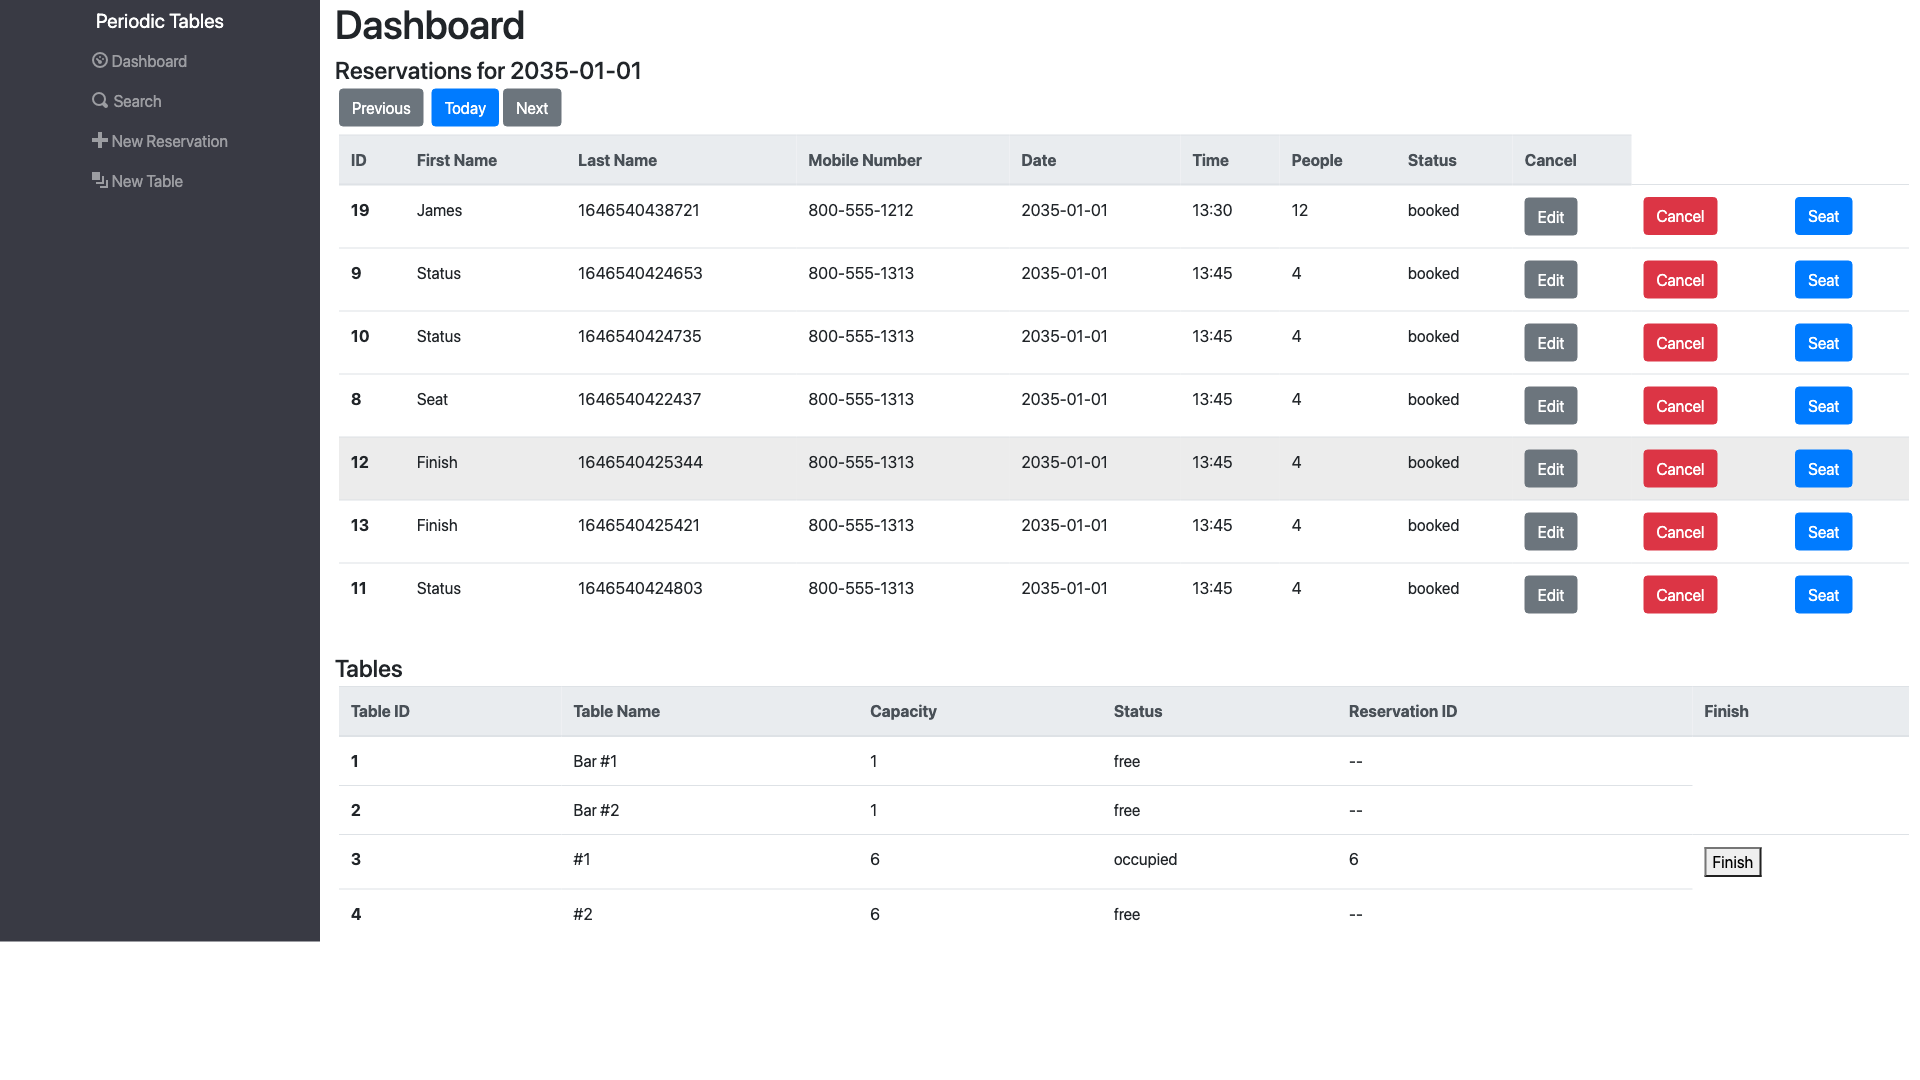 Periodic Tables
Dashboard
Search
New Reservation
New Table
Dashboard
Reservations for 2035-01-01
Previous Today Next
ID First Name Last Name Mobile Number Date Time People Status Cancel
19 James 1646540438721 800-555-1212 2035-01-01 13:30 12 booked Edit Cancel Seat
9 Status 1646540424653 800-555-1313 2035-01-01 13:45 4 booked Edit Cancel Seat
10 Status 1646540424735 800-555-1313 2035-01-01 13:45 4 booked Edit Cancel Seat
8 Seat 1646540422437 800-555-1313 2035-01-01 13:45 4 booked Edit Cancel Seat
12 Finish 1646540425344 800-555-1313 2035-01-01 13:45 4 booked Edit Cancel Seat
13 Finish 1646540425421 800-555-1313 2035-01-01 13:45 4 booked Edit Cancel Seat
11 Status 1646540424803 800-555-1313 2035-01-01 13:45 4 booked Edit Cancel Seat
Tables
Table ID Table Name Capacity Status Reservation ID Finish
1 Bar #1 1 free --
2 Bar #2 1 free --
3 #1 6 occupied 6 Finish
4 #2 6 free --